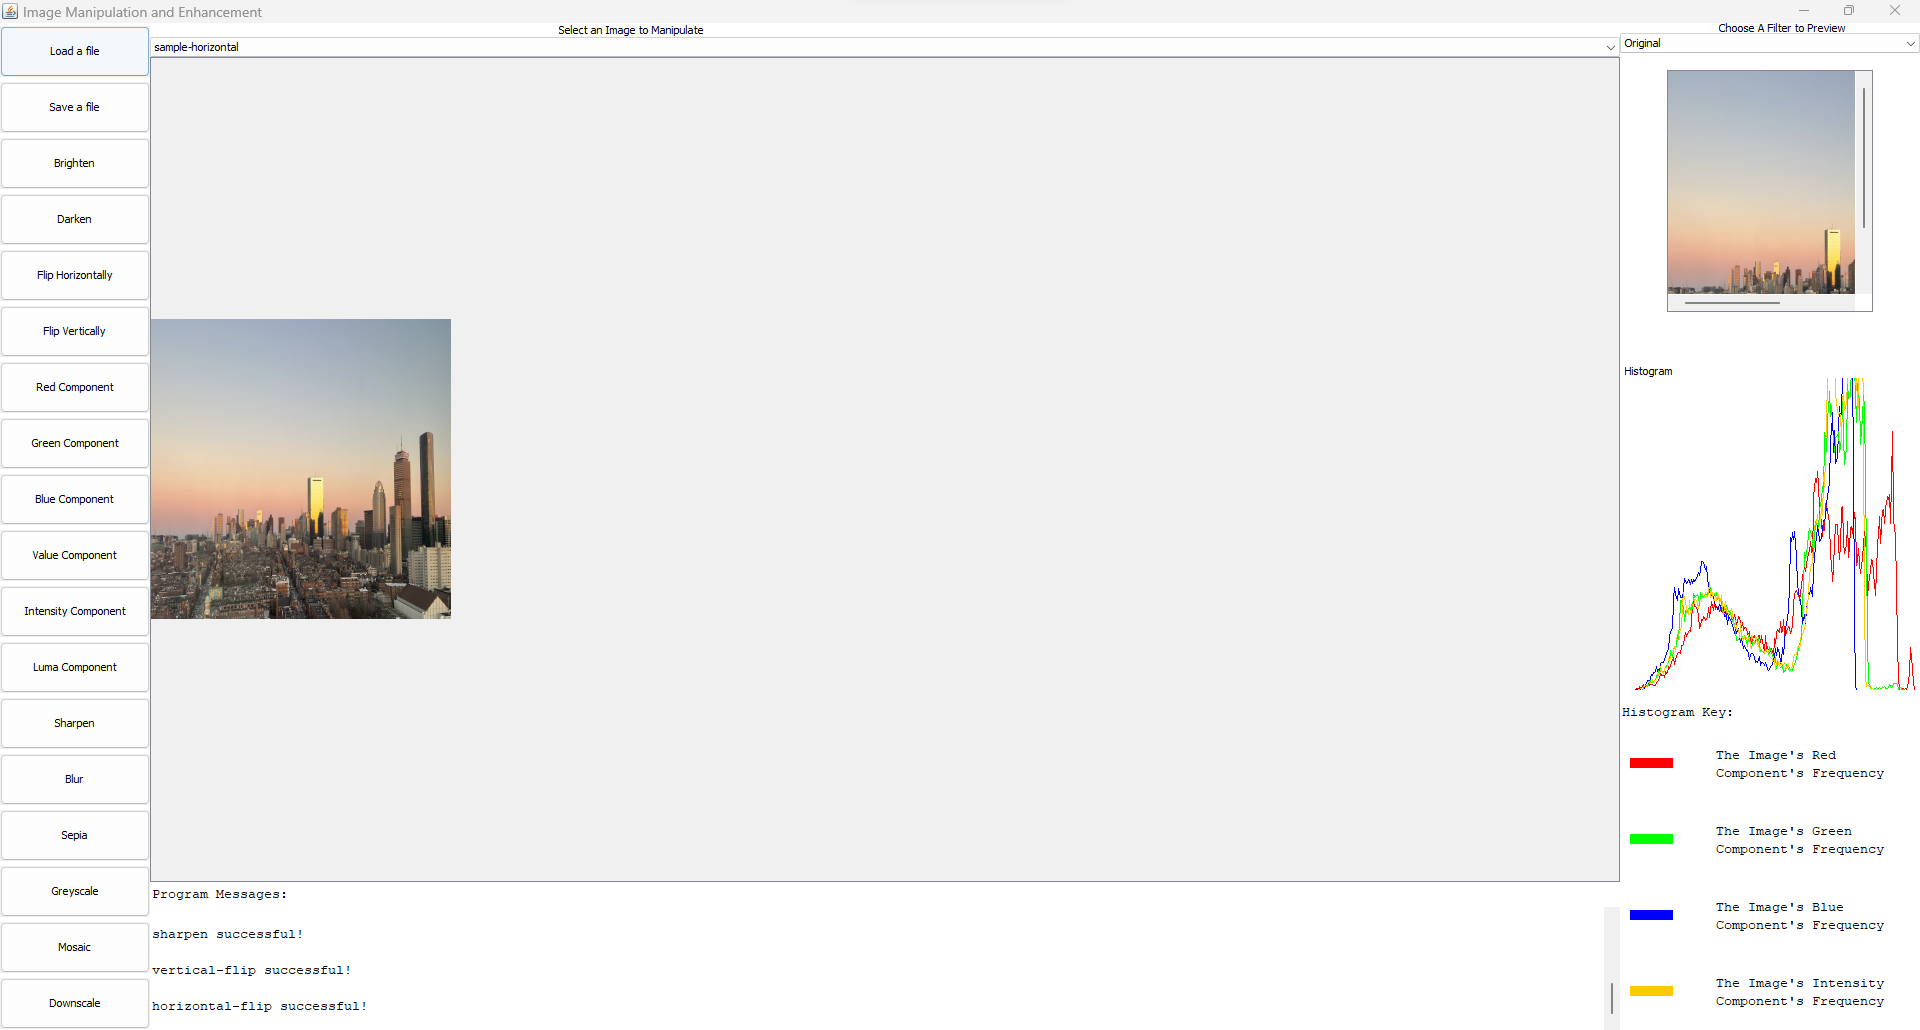 Image Manipulation and Enhancement
Load a file
Save a file
Brighten
Darken
Flip Horizontally
Flip Vertically
Red Component
Green Component
Blue Component
Value Component
Intensity Component
Luma Component
Sharpen
Blur
Sepia
Greyscale
Mosaic
Downscale
Select an Image to Manipulate
sample-horizontal
Program Messages:
sharpen successful!
vertical-flip successful!
horizontal-flip successful!
Choose A Filter to Preview
Original
Histogram
Histogram Key:
The Image's Red
Component's Frequency
The Image's Green
Component's Frequency
The Image's Blue
Component's Frequency
The Image's Intensity
Component's Frequency